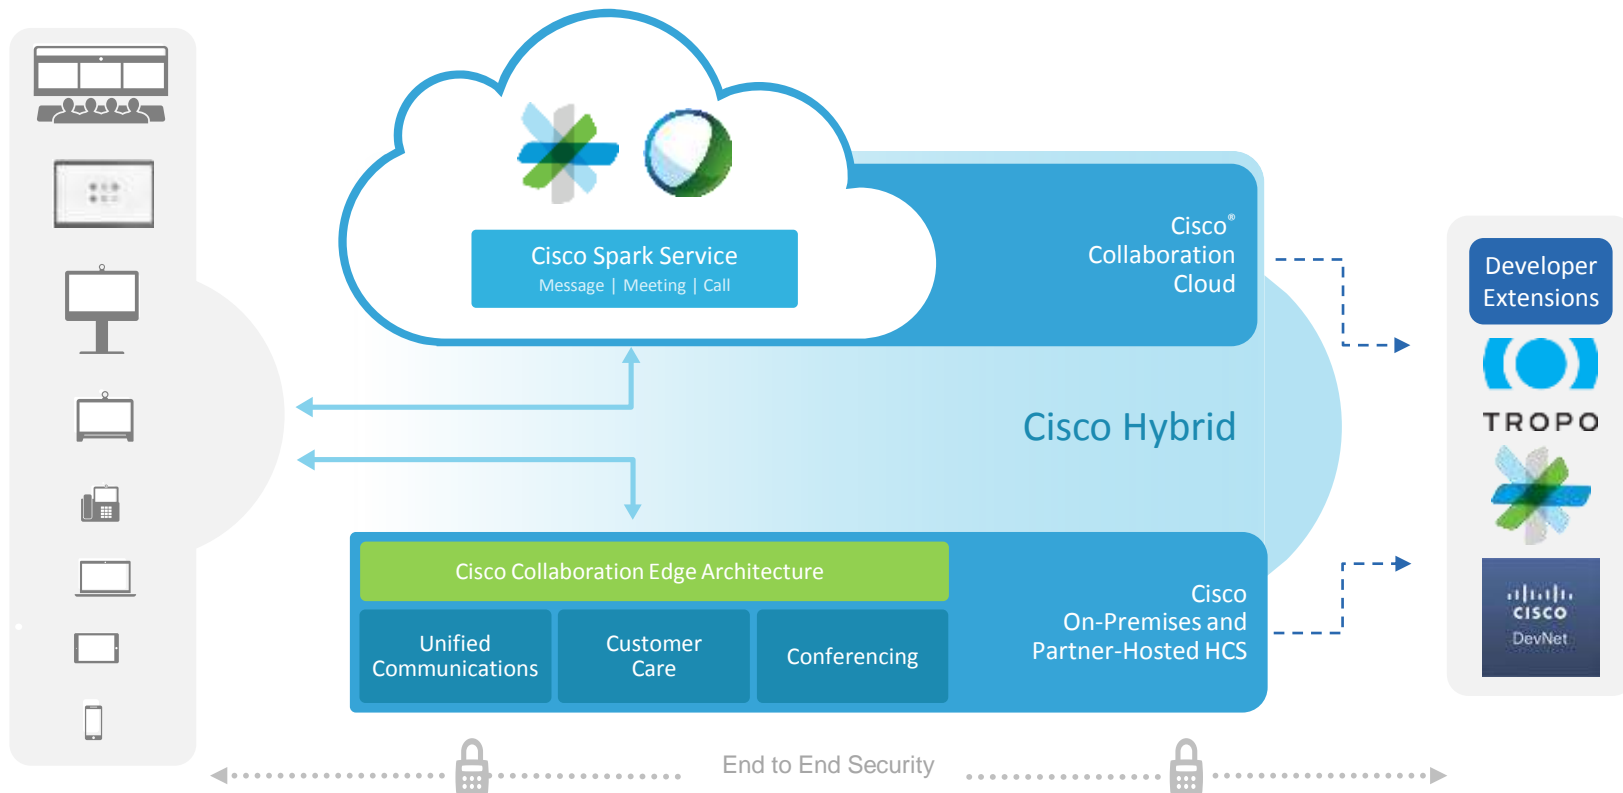 Cisco Spark Service
Message | Meeting | Call
Cisco®
Collaboration
Cloud
Cisco Hybrid
Cisco Collaboration Edge Architecture
Unified
Communications
Customer
Care
Conferencing
Cisco
On-Premises and
Partner-Hosted HCS
Developer
Extensions
TROPO
CISCO
DevNet
End to End Security